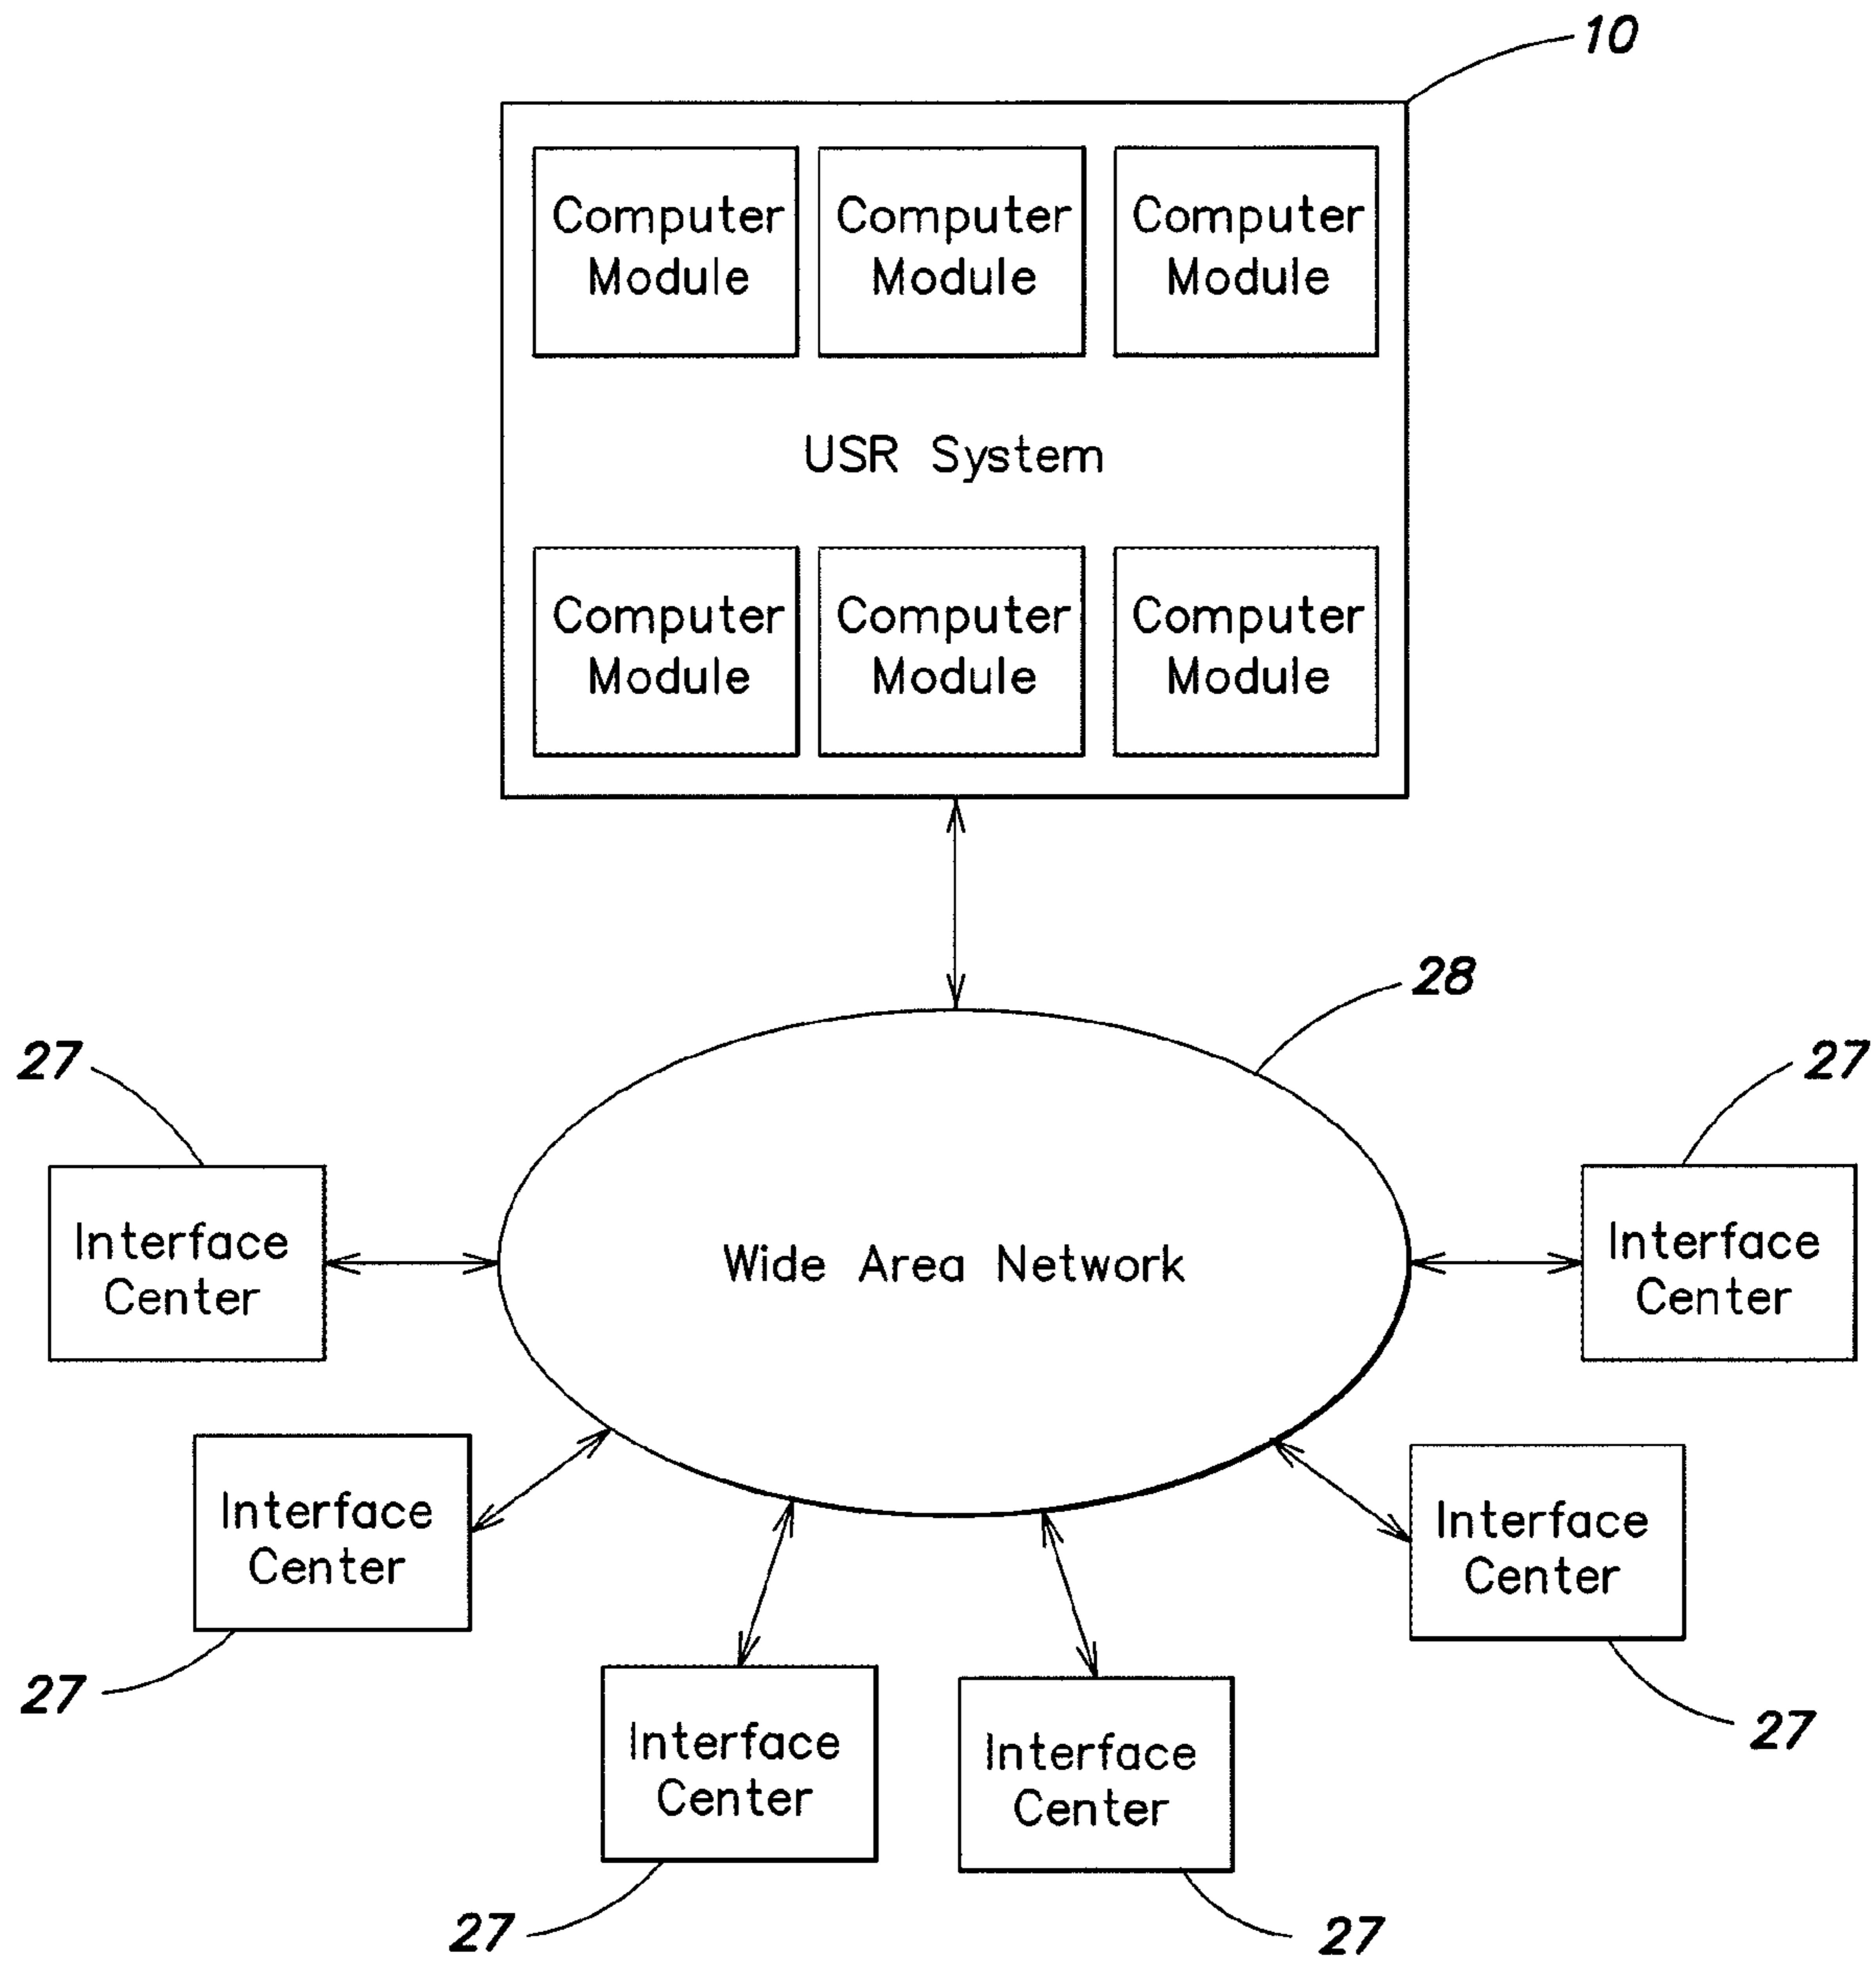 10
Computer Module
Computer Module
Computer Module
USR System
Computer Module
Computer Module
Computer Module
28
27
27
Interface
Center
Wide Area Network
Interface
Center
Interface
Center
Interface
Center
27
Interface
Center
Interface
Center
27
27
27